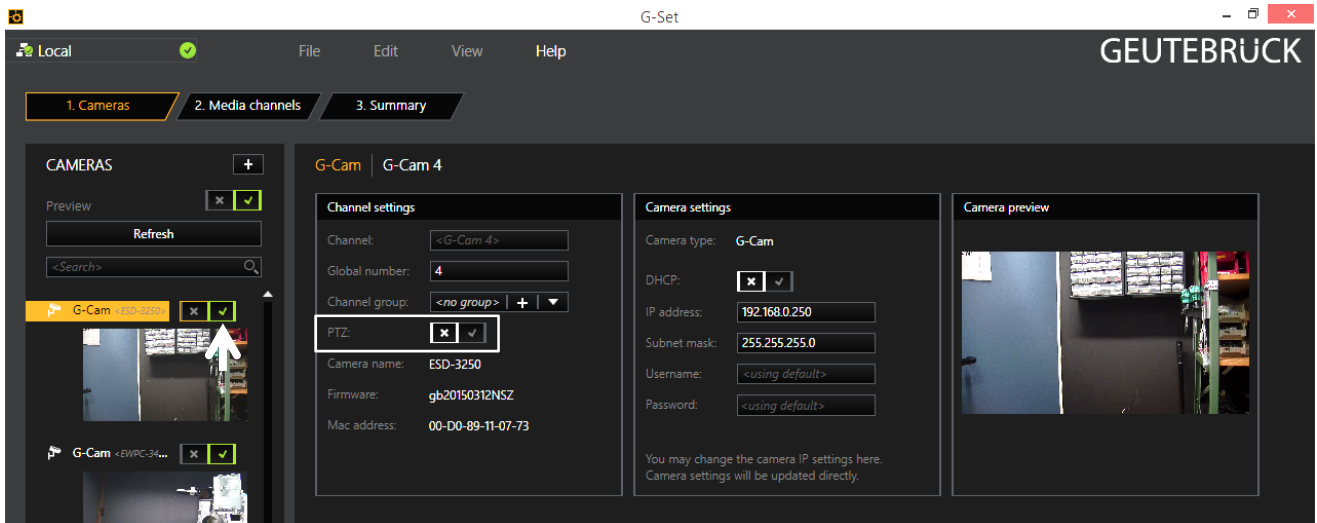 G-Set
Local File Edit View Help GEUTEBRÜCK
1. Cameras 2. Media channels 3. Summary
CAMERAS +
G-Cam G-Cam 4
Preview
Refresh
<Search>
G-Cam <ESD-3250>
G-Cam <EWPC-34...
Channel settings
Channel: <G-Cam 4>
Global number: 4
Channel group: <no group> +
PTZ:
Camera name: ESD-3250
Firmware: gb20150312NSZ
Mac address: 00-D0-89-11-07-73
Camera settings
Camera type: G-Cam
DHCP:
IP address: 192.168.0.250
Subnet mask: 255.255.255.0
Username: <using default>
Password: <using default>
You may change the camera IP settings here.
Camera settings will be updated directly.
Camera preview